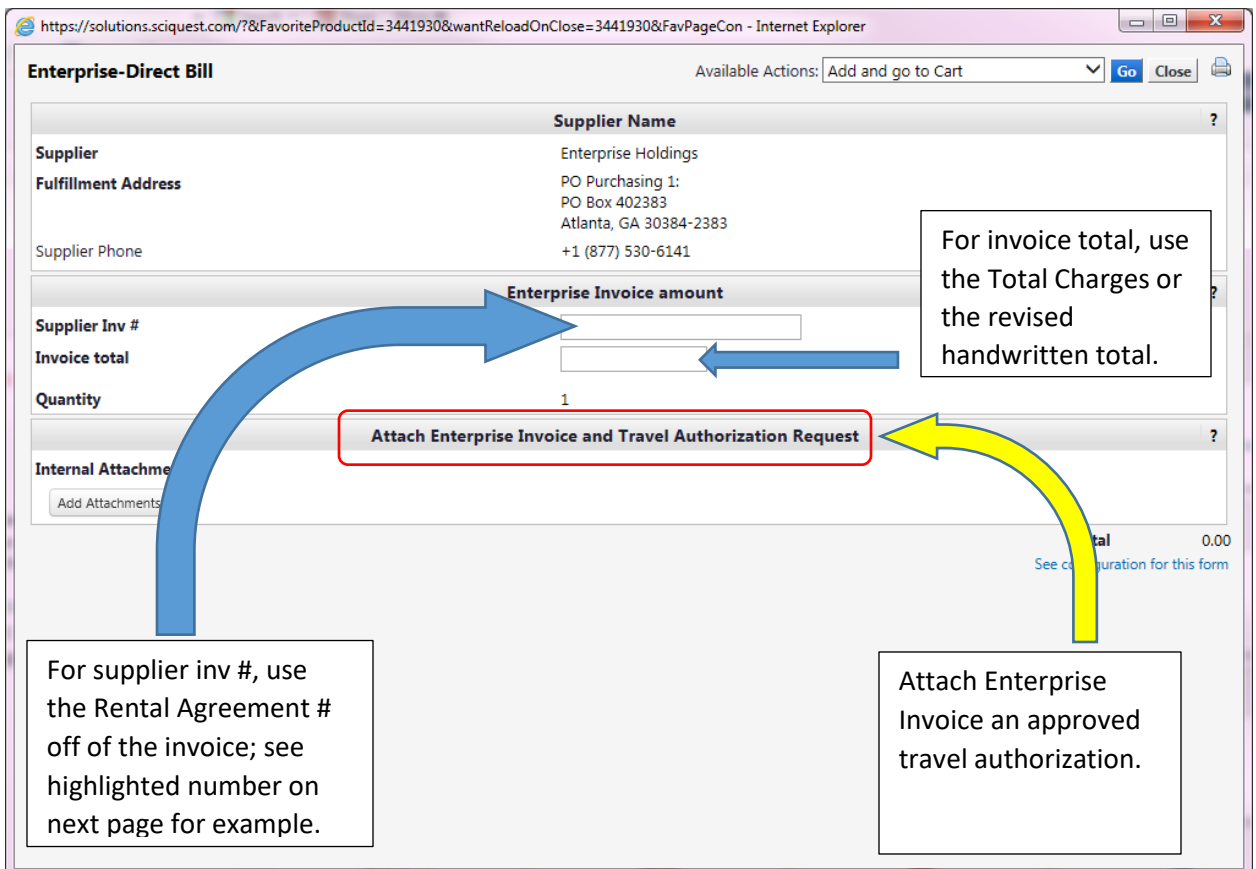 https://solutions.sciquest.com/?&FavoriteProductId=3441930&wantReloadOnClose=3441930&FavPageCon - Internet Explorer
Enterprise-Direct Bill
Available Actions: Add and go to Cart Go Close
Supplier Name ?
Supplier Enterprise Holdings
Fulfillment Address PO Purchasing 1:
PO Box 402383
Atlanta, GA 30384-2383
Supplier Phone +1 (877) 530-6141
For invoice total, use
the Total Charges or
the revised
handwritten total.
Enterprise Invoice amount ?
Supplier Inv #
Invoice total
Quantity 1
Attach Enterprise Invoice and Travel Authorization Request ?
Internal Attachme
Add Attachments
tal 0.00
See configuration for this form
For supplier inv #, use
the Rental Agreement #
off of the invoice; see
highlighted number on
next page for example.
Attach Enterprise
Invoice an approved
travel authorization.